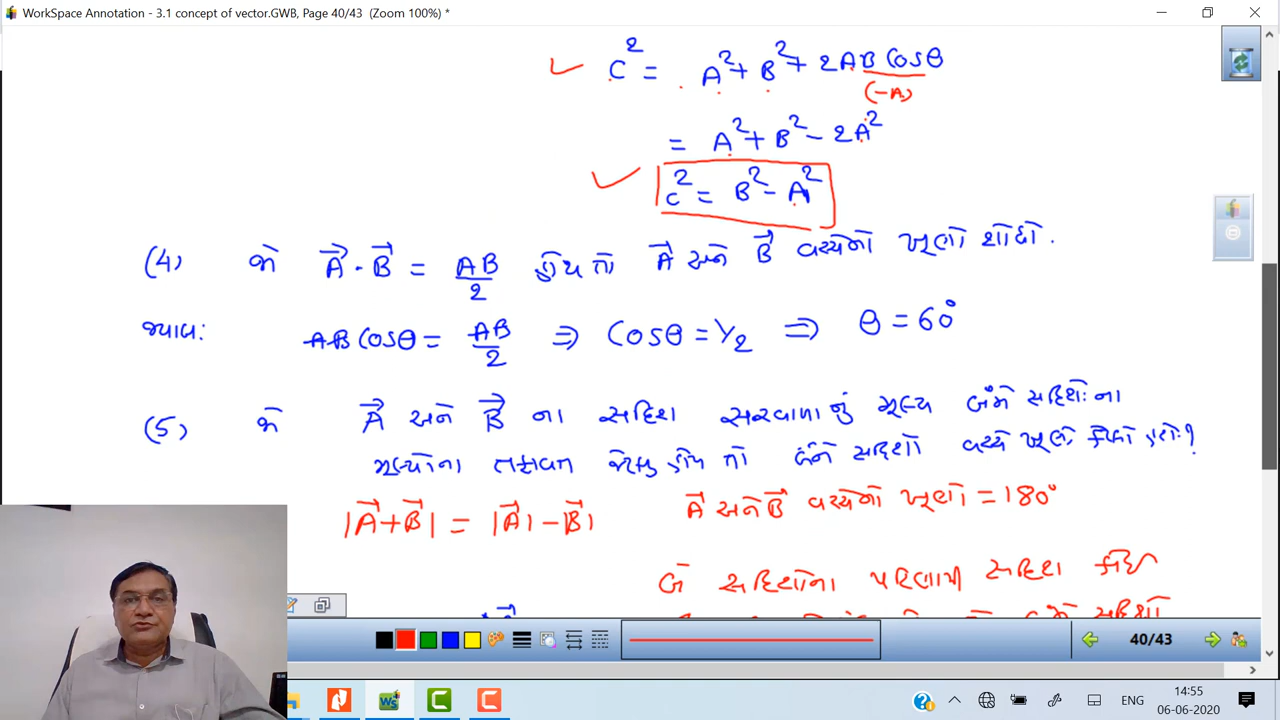 WorkSpace Annotation - 3.1 concept of vector.GWB, Page 40/43 (Zoom 100%) *
C² = A² + B² + 2AB Cosθ
(-A)
= A² + B² - 2A²
C² = B² - A²
(4) જો A⃗ · B⃗ = AB/2 હોય તો A⃗ અને B⃗ વચ્ચેનો ખૂણો શોધો.
જવાબ: AB Cosθ = AB/2 ⇒ Cosθ = 1/2 ⇒ θ = 60°
(5) જો A⃗ અને B⃗ ના સદિશ સરવાળાનું મૂલ્ય બંને સદિશોના
મૂલ્યોના તફાવત જેટલું હોય તો બંને સદિશો વચ્ચે ખૂણો કેટલો હશે?
|A⃗+B⃗| = |A⃗| - |B⃗| A⃗ અને B⃗ વચ્ચેનો ખૂણો = 180°
બે સદિશોના પરિણામી સદિશ કોઈ
40/43
ENG
14:55
06-06-2020